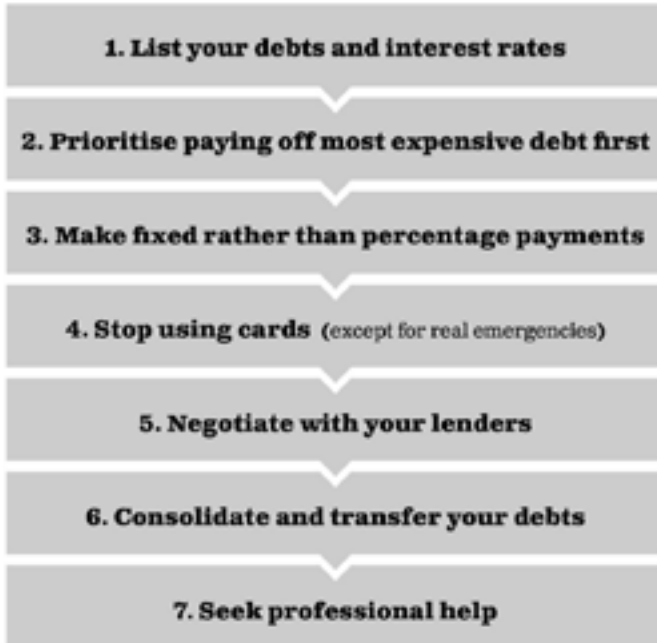 1. List your debts and interest rates
2. Prioritise paying off most expensive debt first
3. Make fixed rather than percentage payments
4. Stop using cards (except for real emergencies)
5. Negotiate with your lenders
6. Consolidate and transfer your debts
7. Seek professional help